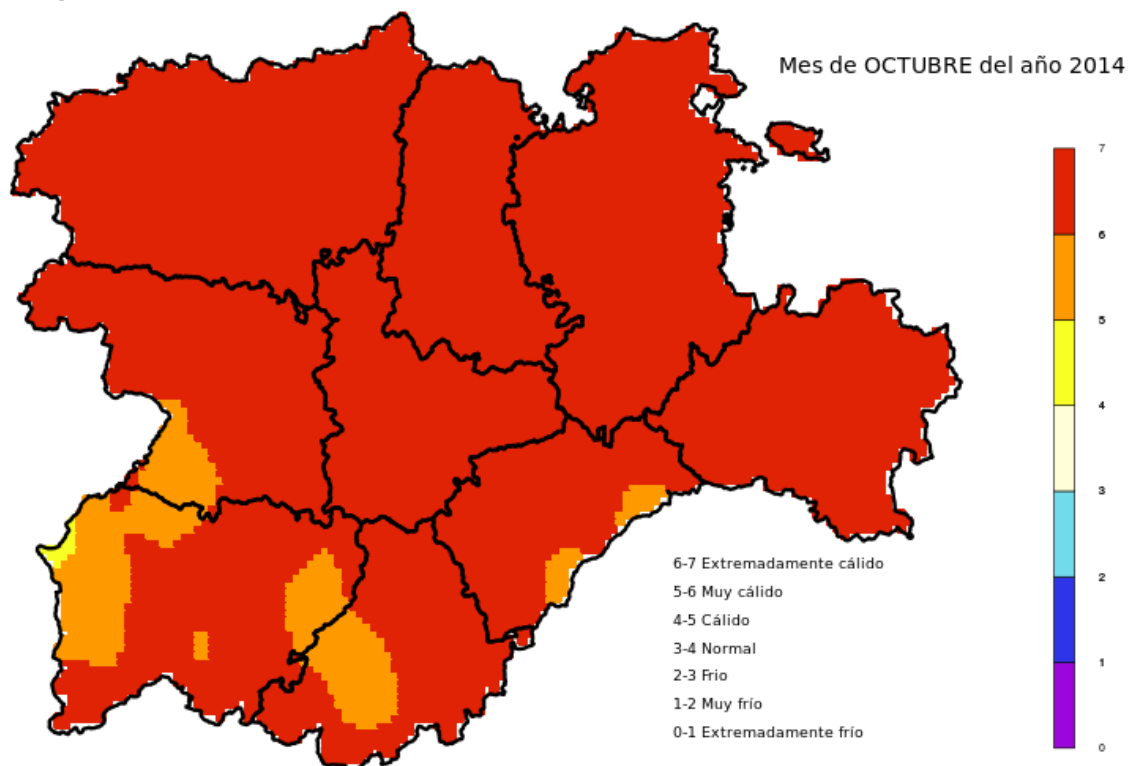 Mes de OCTUBRE del año 2014
7
6
5
4
3
2
1
0
6-7 Extremadamente cálido
5-6 Muy cálido
4-5 Cálido
3-4 Normal
2-3 Frio
1-2 Muy frío
0-1 Extremadamente frío